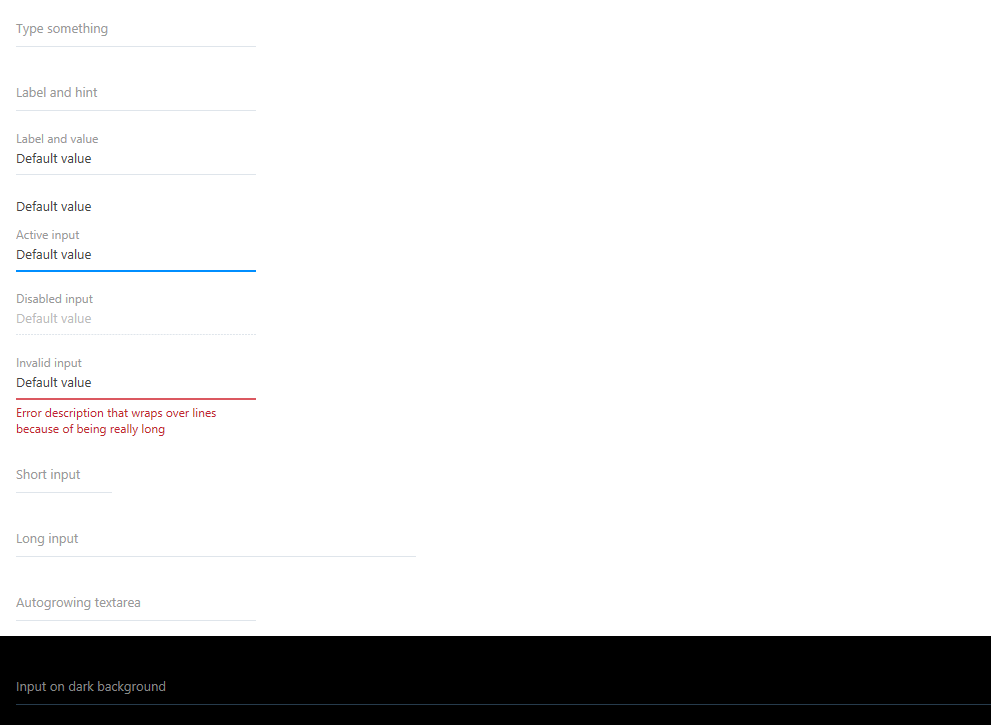 Type something
Label and hint
Label and value
Default value
Default value
Active input
Default value
Disabled input
Default value
Invalid input
Default value
Error description that wraps over lines
because of being really long
Short input
Long input
Autogrowing textarea
Input on dark background